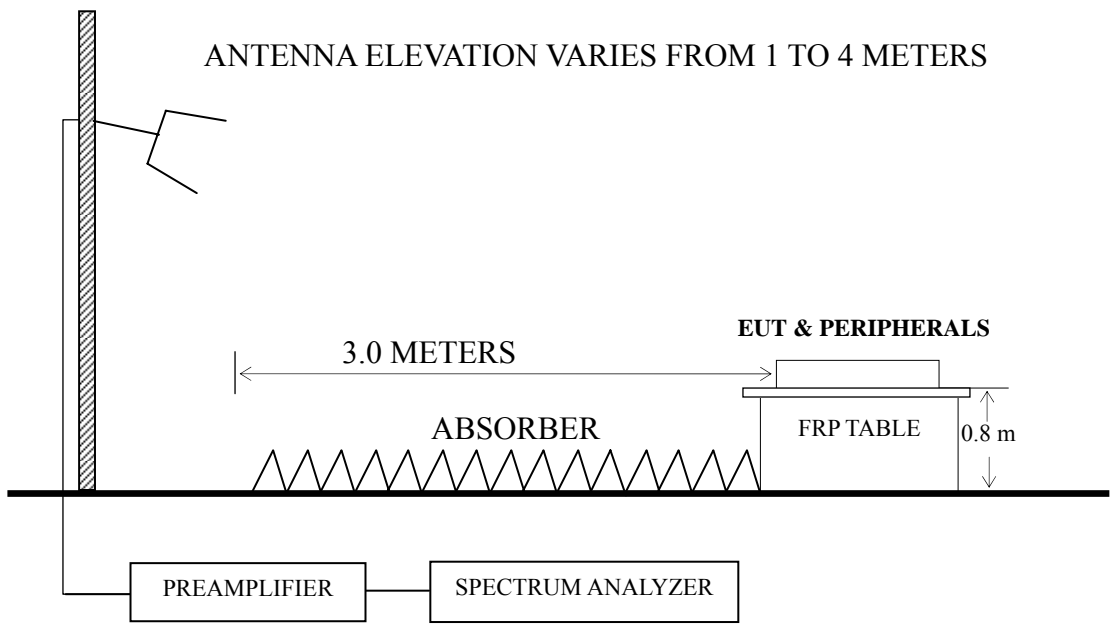 ANTENNA ELEVATION VARIES FROM 1 TO 4 METERS
EUT & PERIPHERALS
3.0 METERS
ABSORBER
FRP TABLE
0.8 m
PREAMPLIFIER
SPECTRUM ANALYZER